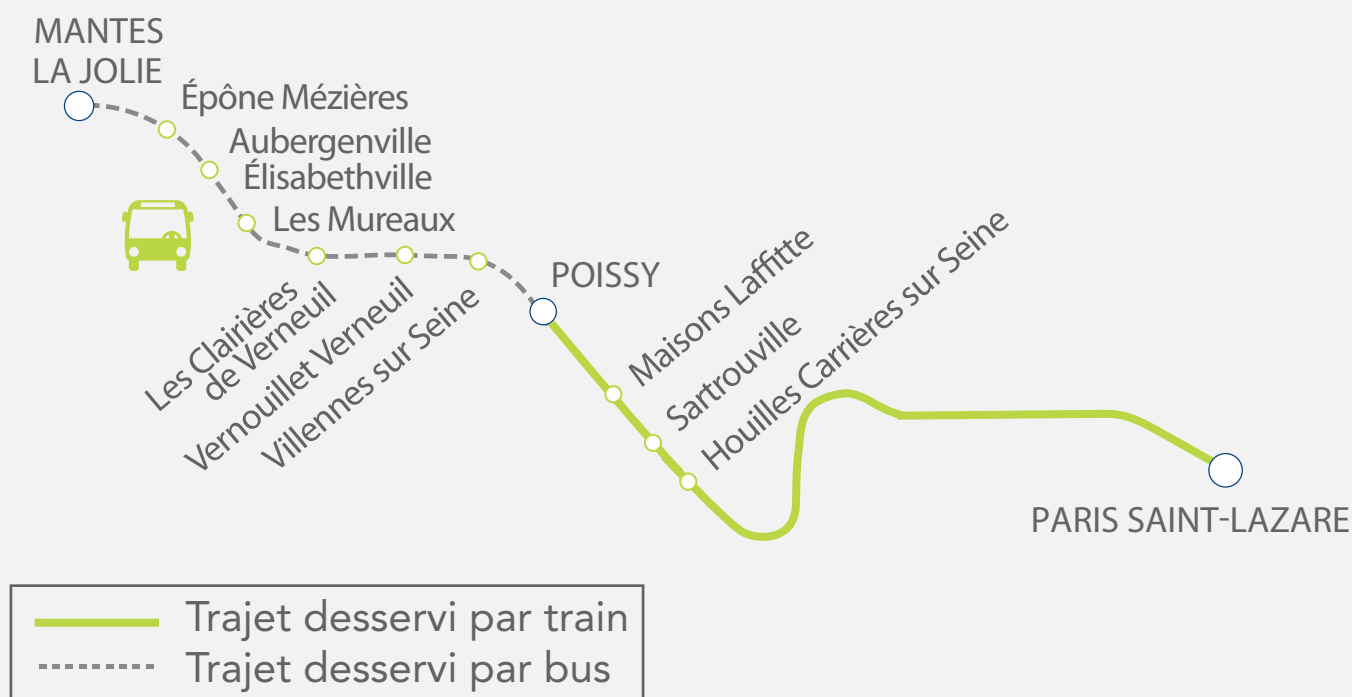 MANTES
LA JOLIE
Épône Mézières
Aubergenville
Élisabethville
Les Mureaux
Les Clairières
de Verneuil
Vernouillet Verneuil
Villennes sur Seine
POISSY
Maisons Laffitte
Sartrouville
Houilles Carrières sur Seine
PARIS SAINT-LAZARE
Trajet desservi par train
Trajet desservi par bus